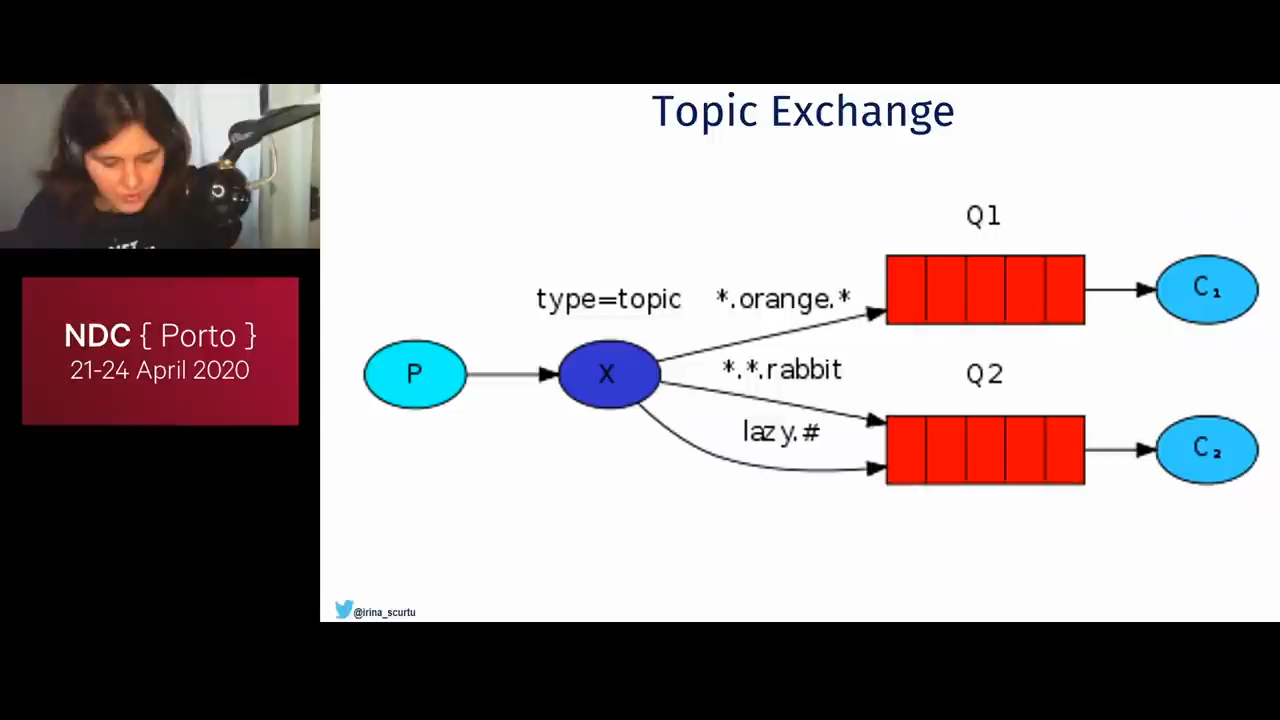 Topic Exchange
Q1
type=topic
*.orange.*
C₁
P
X
*.*.rabbit
Q2
lazy.#
C₂
NDC { Porto }
21-24 April 2020
@irina_scurtu